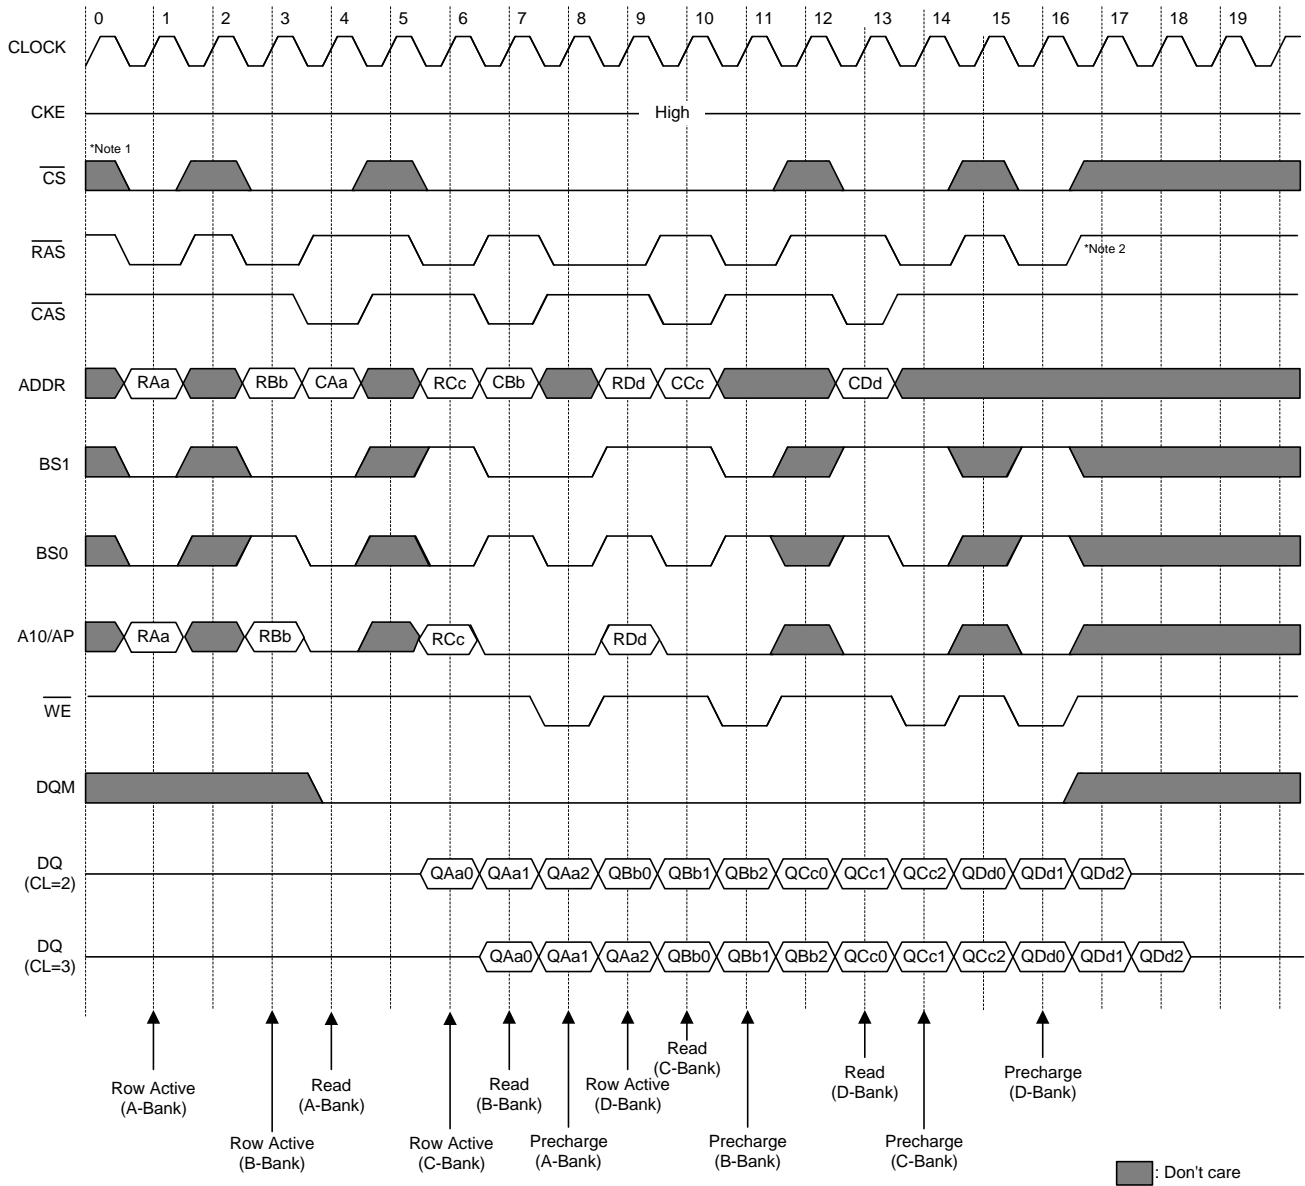 0 1 2 3 4 5 6 7 8 9 10 11 12 13 14 15 16 17 18 19
CLOCK
CKE
High
*Note 1
CS
RAS
*Note 2
CAS
ADDR
RAa RBb CAa RCc CBb RDd CCc CDd
BS1
BS0
A10/AP
RAa RBb RCc RDd
WE
DQM
DQ
(CL=2)
QAa0 QAa1 QAa2 QBb0 QBb1 QBb2 QCc0 QCc1 QCc2 QDd0 QDd1 QDd2
DQ
(CL=3)
QAa0 QAa1 QAa2 QBb0 QBb1 QBb2 QCc0 QCc1 QCc2 QDd0 QDd1 QDd2
Row Active
(A-Bank)
Row Active
(B-Bank)
Read
(A-Bank)
Row Active
(C-Bank)
Read
(B-Bank)
Precharge
(A-Bank)
Row Active
(D-Bank)
Read
(C-Bank)
Precharge
(B-Bank)
Read
(D-Bank)
Precharge
(C-Bank)
Precharge
(D-Bank)
: Don't care